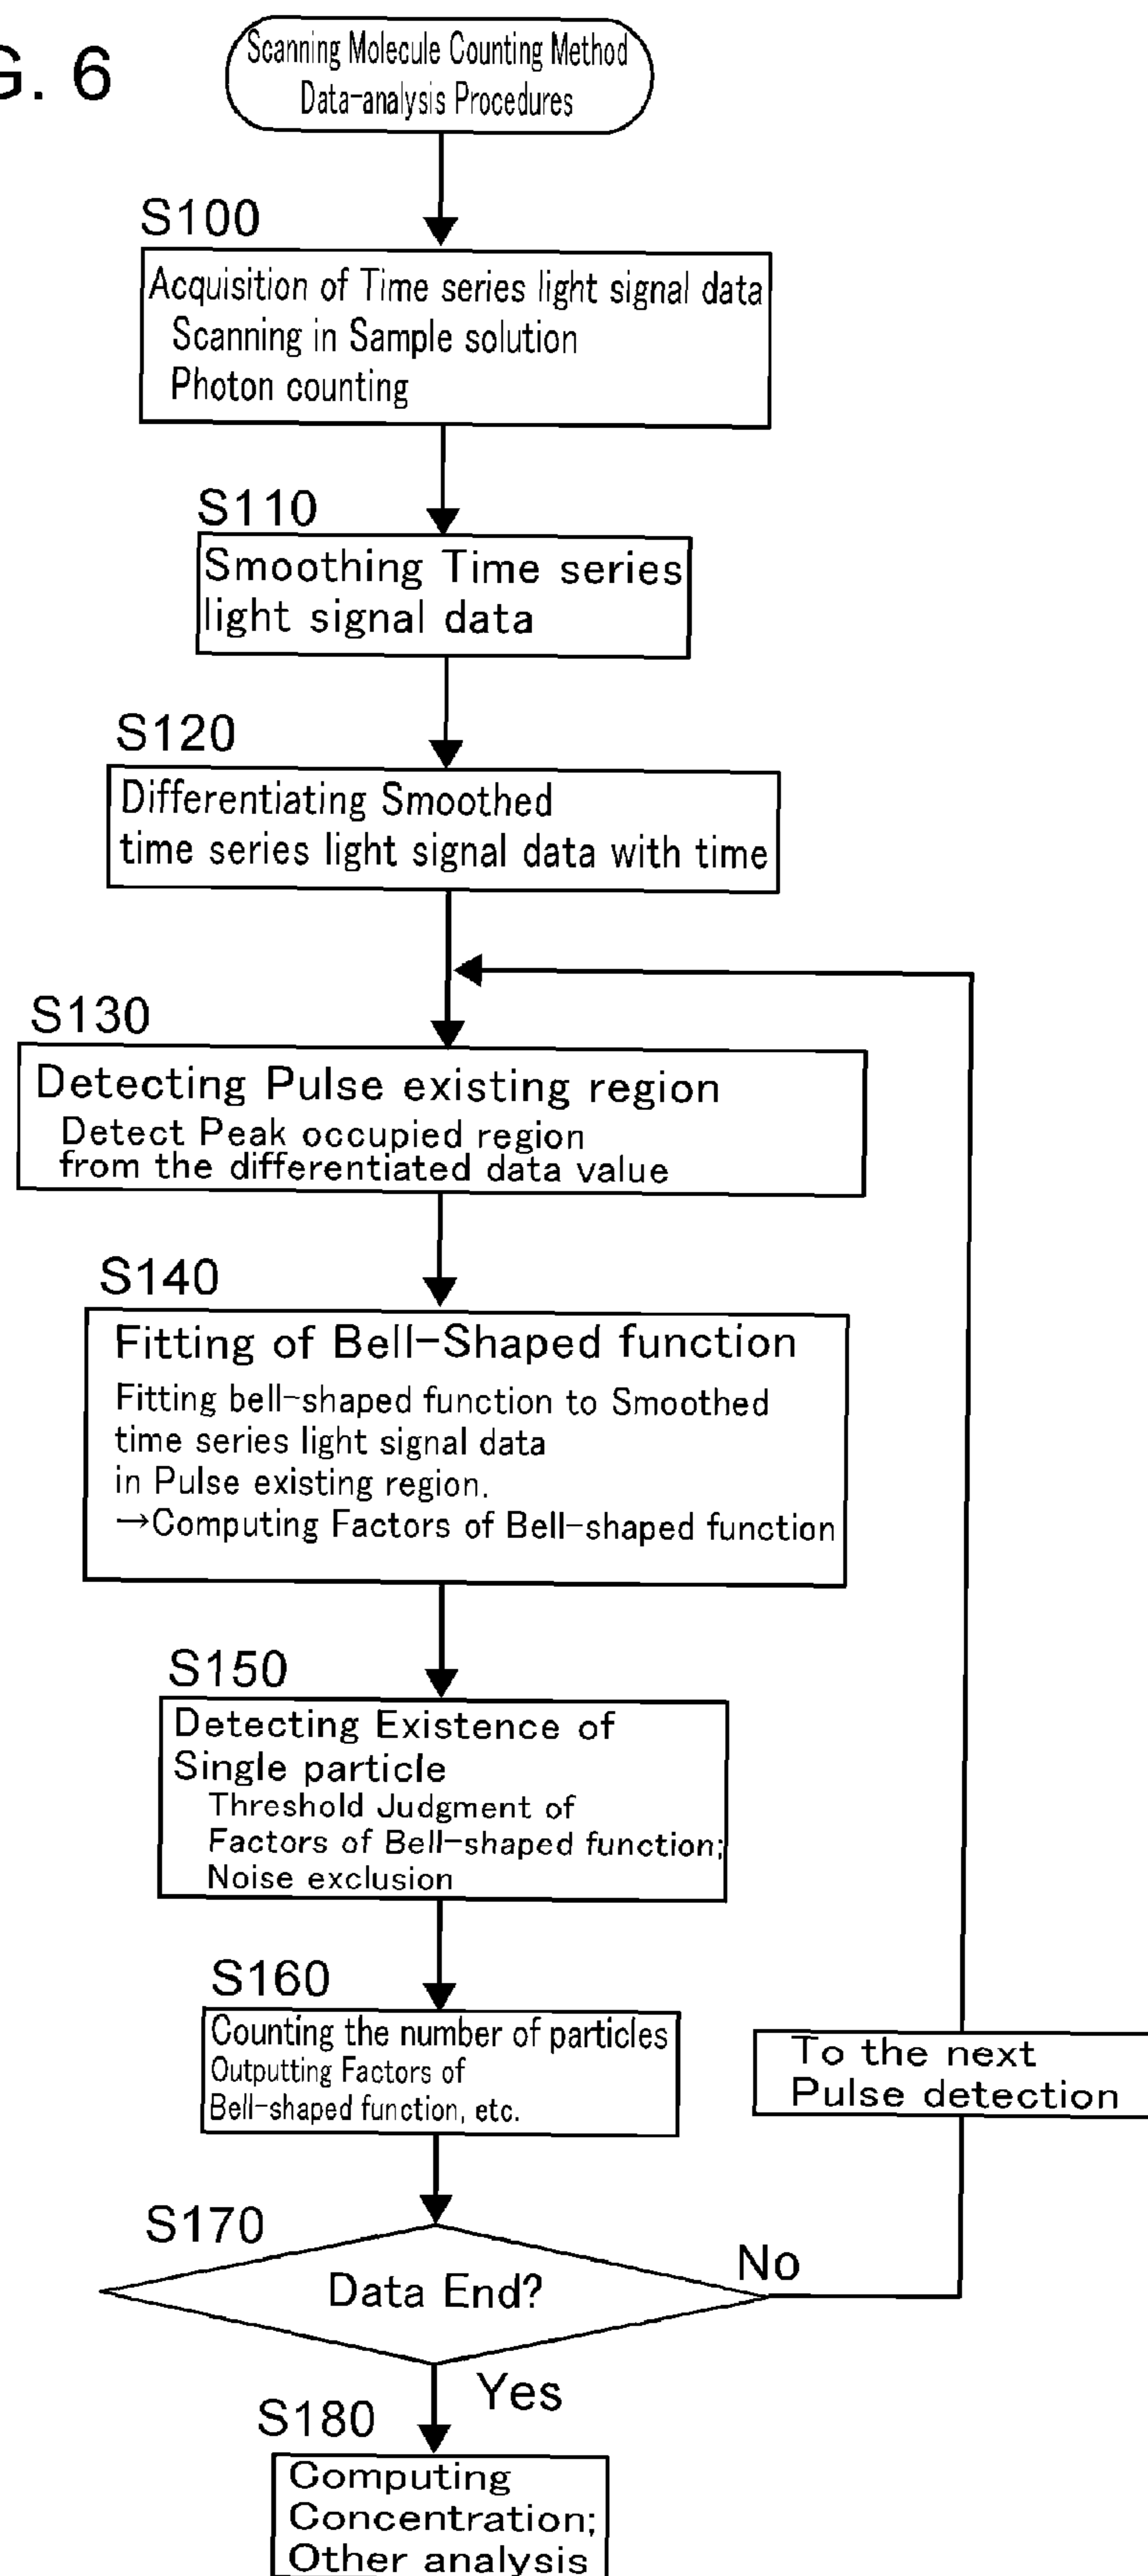 G. 6
Scanning Molecule Counting Method
Data-analysis Procedures
S100
Acquisition of Time series light signal data
Scanning in Sample solution
Photon counting
S110
Smoothing Time series
light signal data
S120
Differentiating Smoothed
time series light signal data with time
S130
Detecting Pulse existing region
Detect Peak occupied region
from the differentiated data value
S140
Fitting of Bell-Shaped function
Fitting bell-shaped function to Smoothed
time series light signal data
in Pulse existing region.
→Computing Factors of Bell-shaped function
S150
Detecting Existence of
Single particle
Threshold Judgment of
Factors of Bell-shaped function;
Noise exclusion
S160
Counting the number of particles
Outputting Factors of
Bell-shaped function, etc.
To the next
Pulse detection
S170
Data End?
No
Yes
S180
Computing
Concentration;
Other analysis